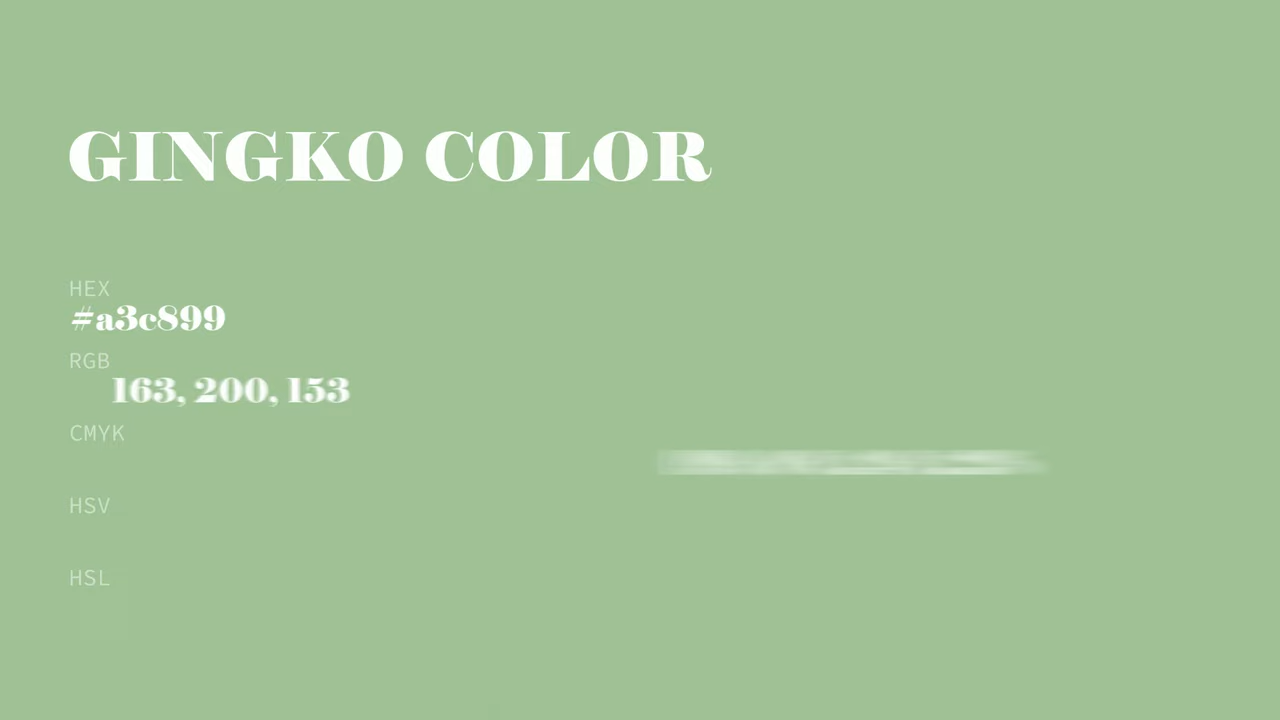 GINGKO COLOR
HEX
#a3c899
RGB
163, 200, 153
CMYK
HSV
HSL